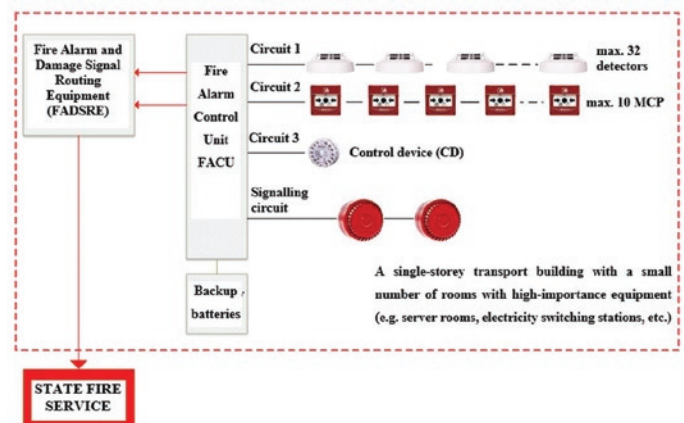 Fire Alarm and
Damage Signal
Routing
Equipment
(FADSRE)
Fire
Alarm
Control
Unit
FACU
Circuit 1
max. 32
detectors
Circuit 2
max. 10 MCP
Circuit 3
Control device (CD)
Signalling
circuit
Backup
batteries
A single-storey transport building with a small
number of rooms with high-importance equipment
(e.g. server rooms, electricity switching stations, etc.)
STATE FIRE
SERVICE